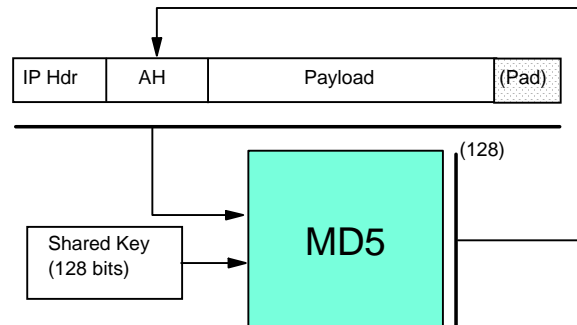 IP Hdr
AH
Payload
(Pad)
(128)
MD5
Shared Key
(128 bits)